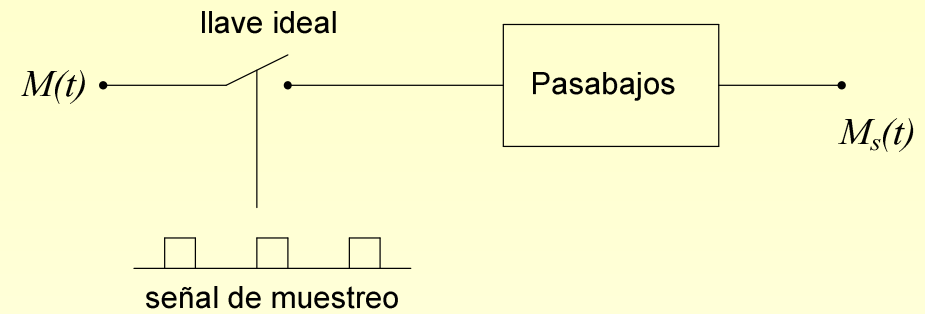 llave ideal
M(t)
Pasabajos
Ms(t)
señal de muestreo